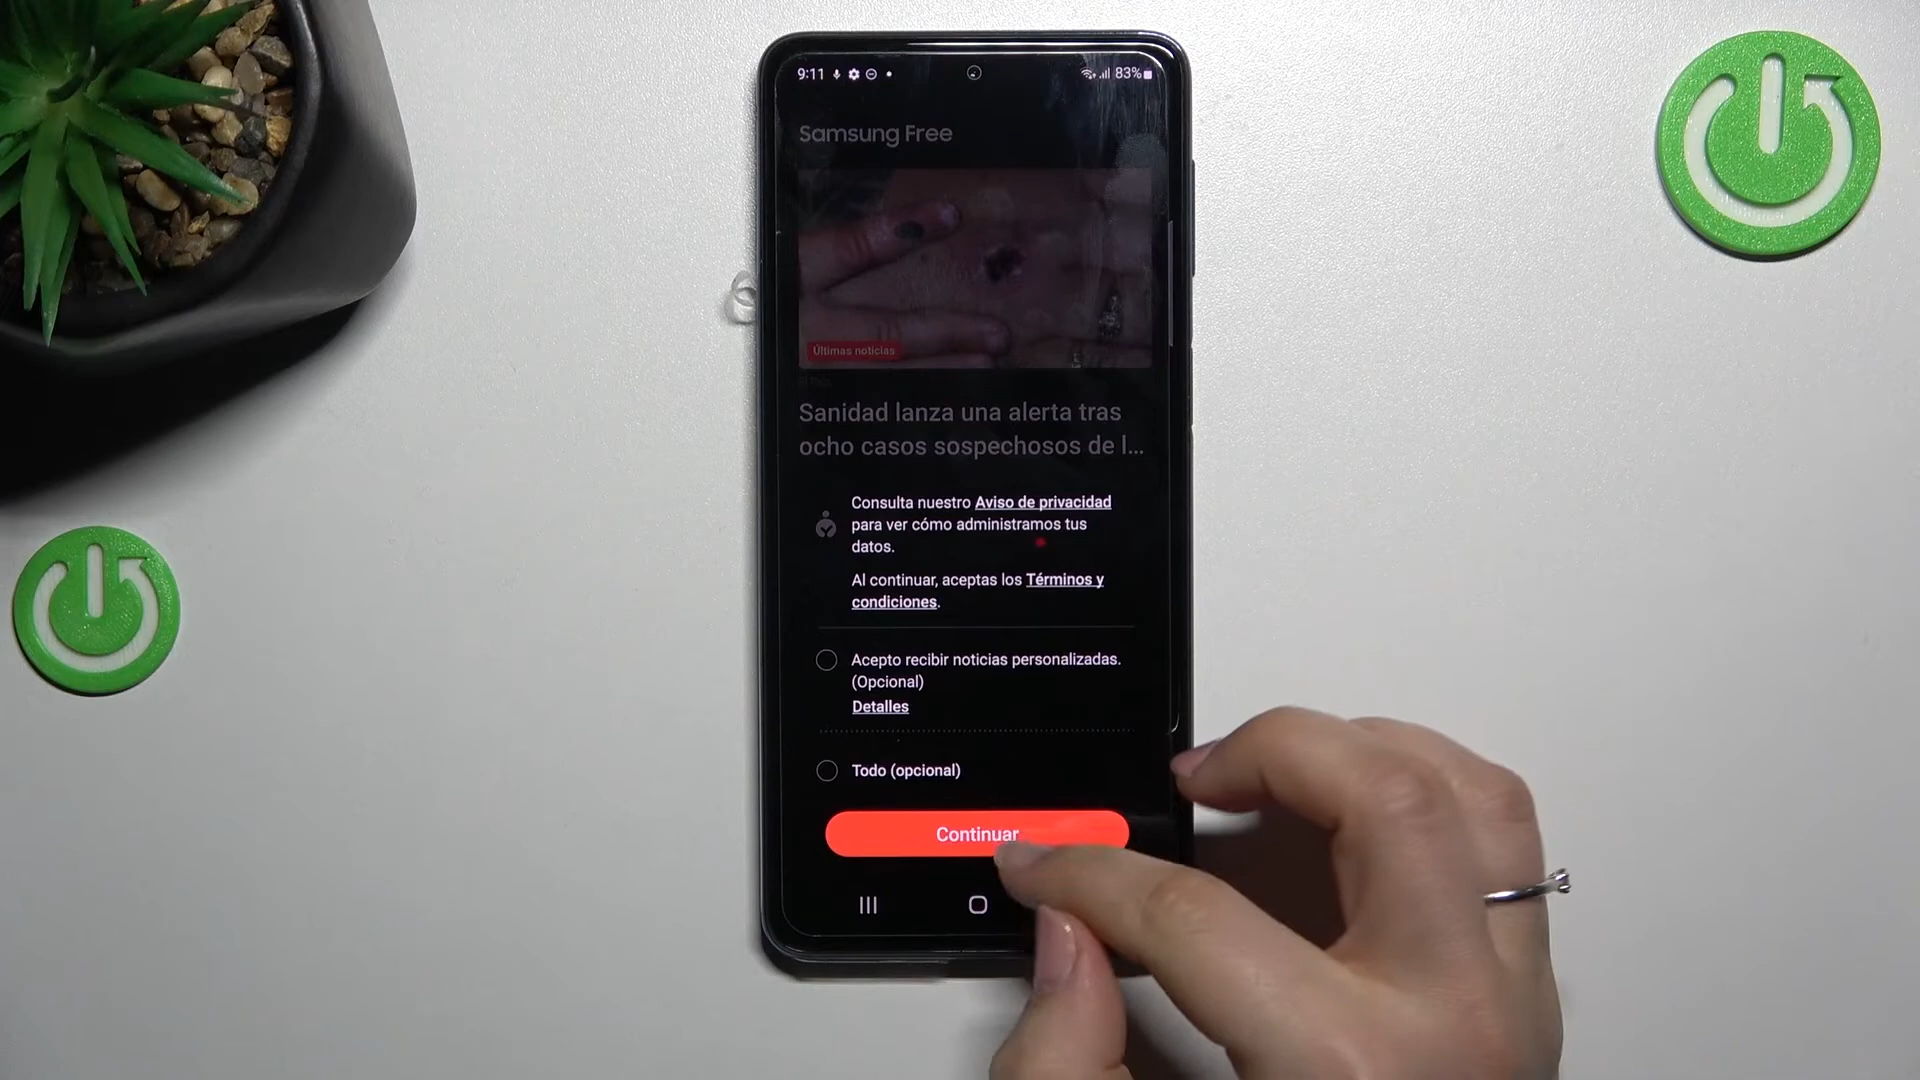 9:11
83%
Samsung Free
Últimas noticias
Sanidad lanza una alerta tras
ocho casos sospechosos de l...
Consulta nuestro Aviso de privacidad
para ver cómo administramos tus
datos.
Al continuar, aceptas los Términos y
condiciones.
Acepto recibir noticias personalizadas.
(Opcional)
Detalles
Todo (opcional)
Continuar